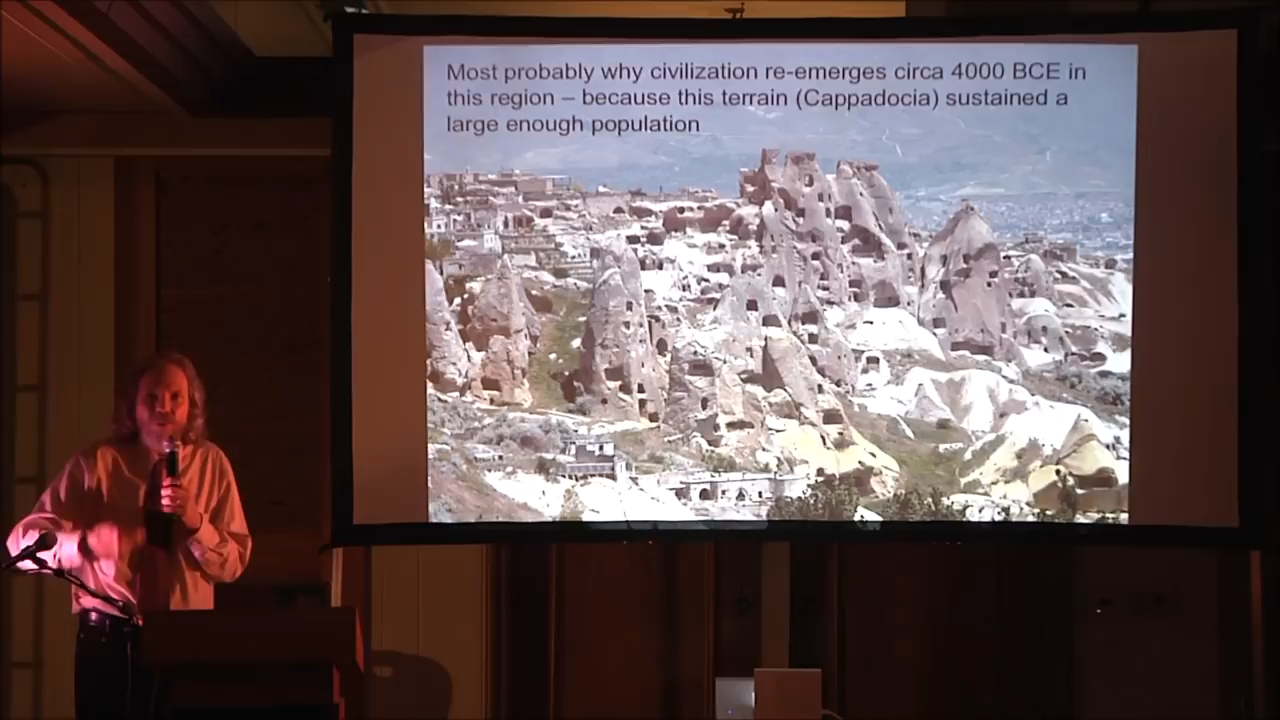 Most probably why civilization re-emerges circa 4000 BCE in
this region – because this terrain (Cappadocia) sustained a
large enough population